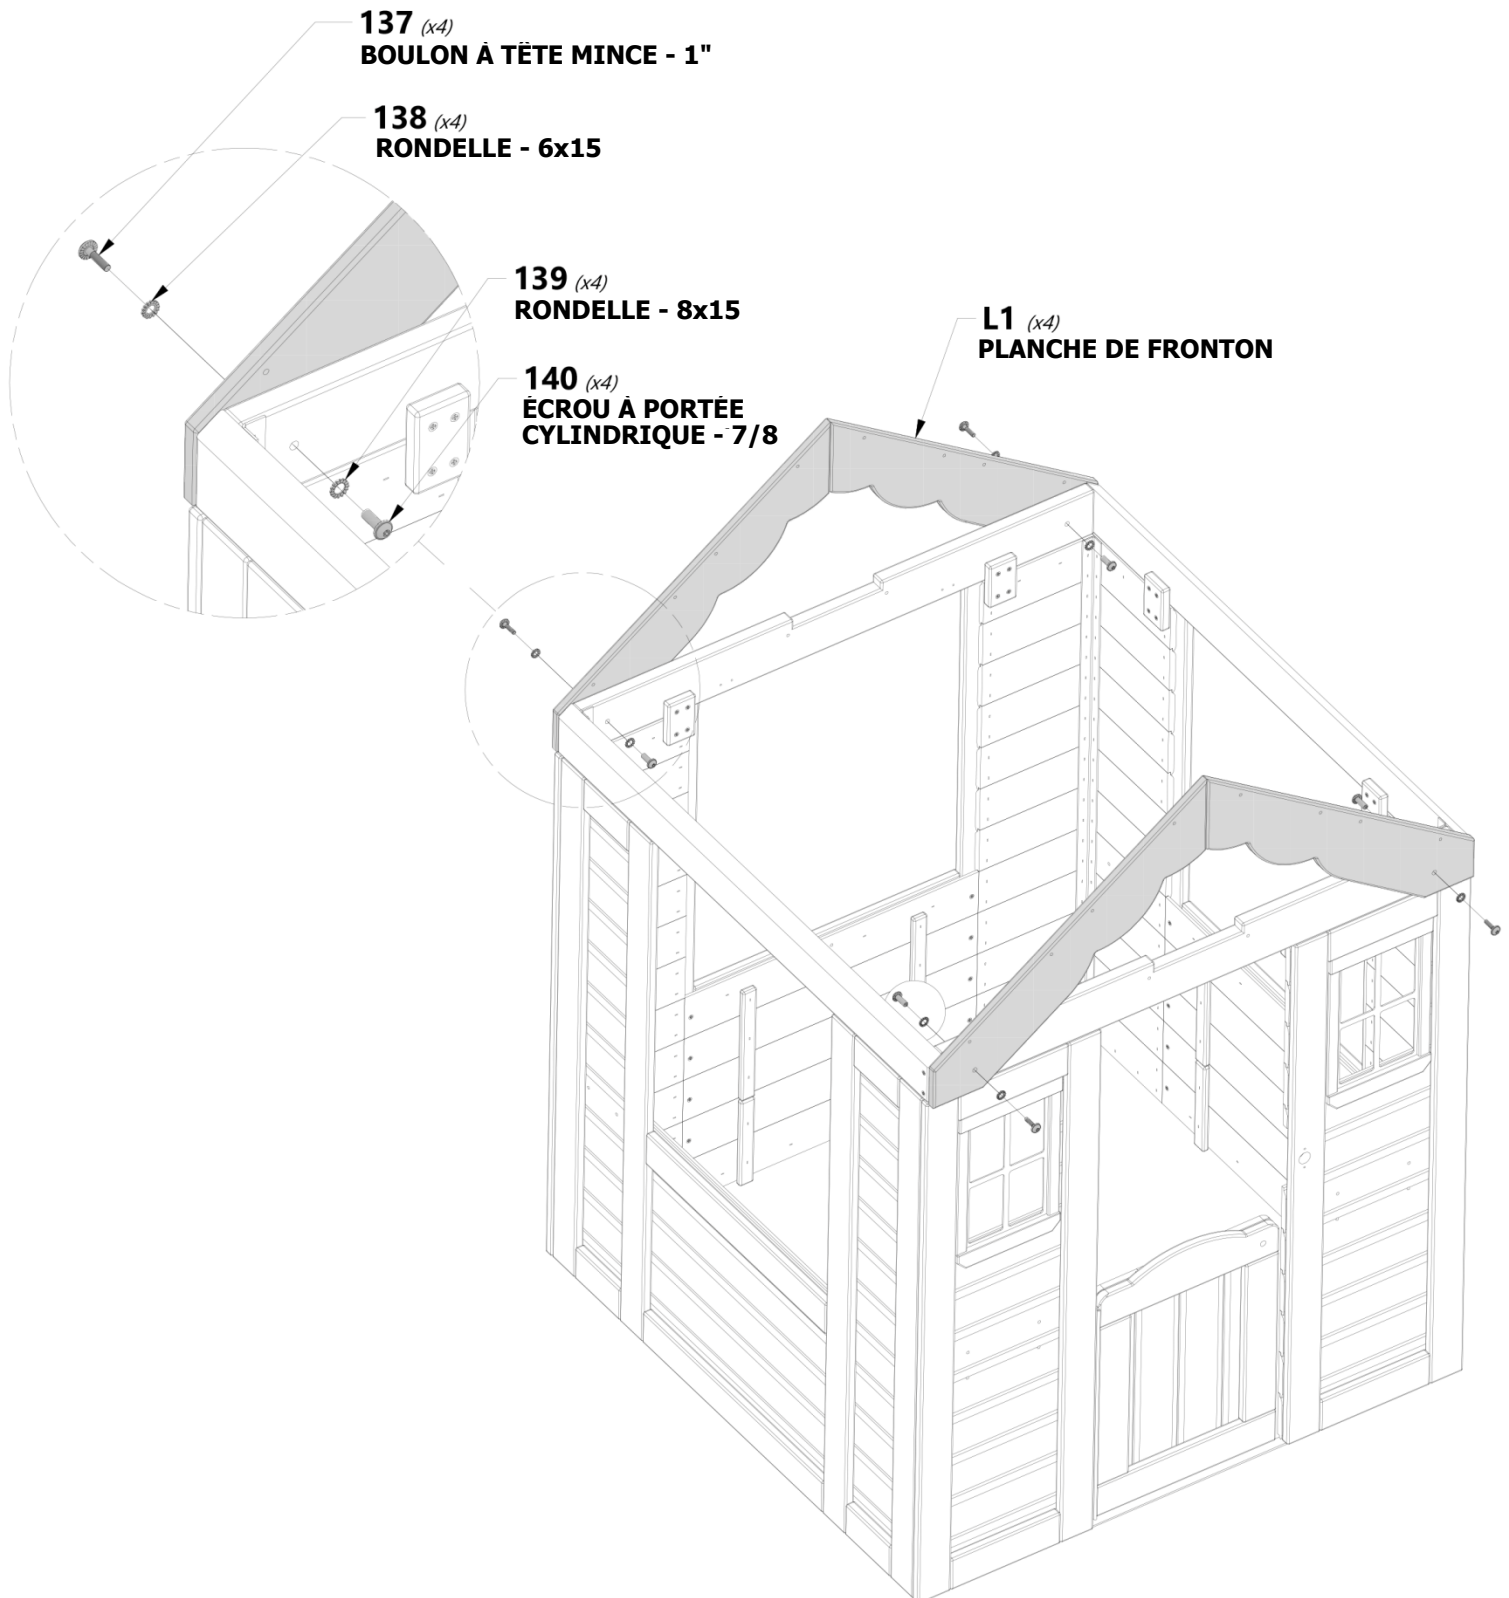 137 (x4)
BOULON À TÊTE MINCE - 1"
138 (x4)
RONDELLE - 6x15
139 (x4)
RONDELLE - 8x15
140 (x4)
ÉCROU À PORTÉE
CYLINDRIQUE - 7/8
L1 (x4)
PLANCHE DE FRONTON